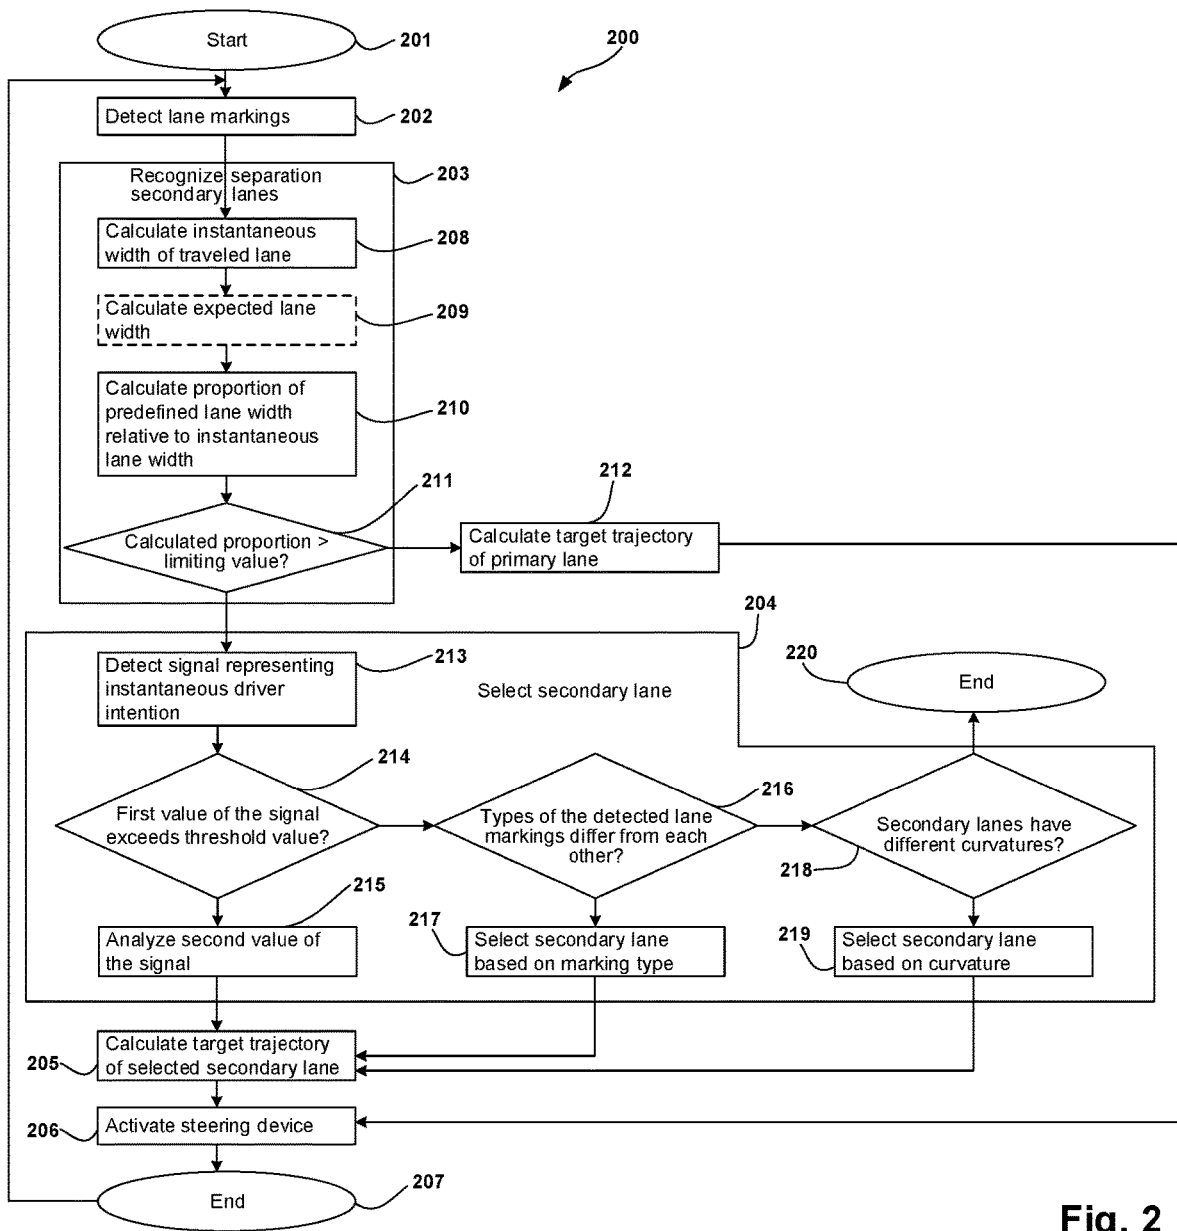 Start
201
200
Detect lane markings
202
Recognize separation
secondary lanes
203
Calculate instantaneous
width of traveled lane
208
Calculate expected lane
width
209
Calculate proportion of
predefined lane width
relative to instantaneous
lane width
210
211
Calculated proportion >
limiting value?
212
Calculate target trajectory
of primary lane
204
Detect signal representing
instantaneous driver
intention
213
Select secondary lane
220
End
214
First value of the signal
exceeds threshold value?
216
Types of the detected lane
markings differ from each
other?
Secondary lanes have
different curvatures?
218
215
Analyze second value of
the signal
217
Select secondary lane
based on marking type
219
Select secondary lane
based on curvature
Calculate target trajectory
of selected secondary lane
205
Activate steering device
206
End
207
Fig. 2